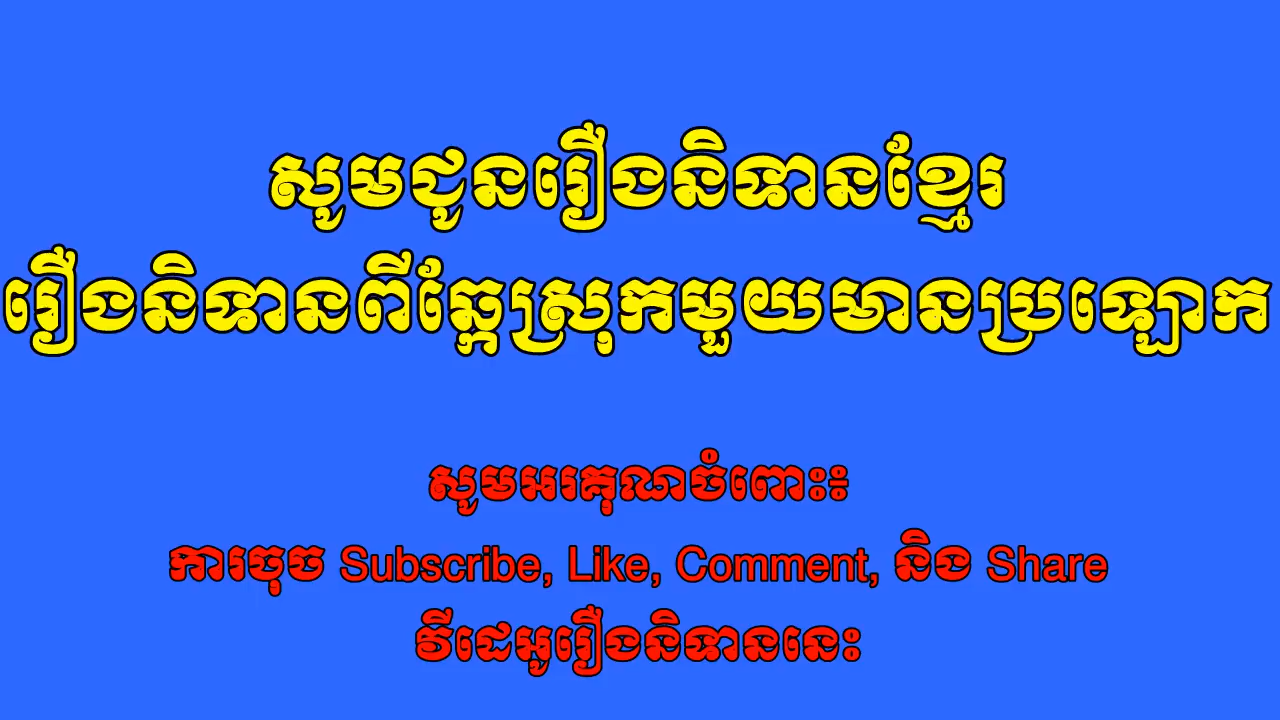 សូមជូនរឿងនិទានខ្មែរ
រឿងនិទានពីឆ្កែស្រុកមួយមានប្រឡោក
សូមអរគុណចំពោះ៖
ការចុច Subscribe, Like, Comment, និង Share
វីដេអូរឿងនិទាននេះ